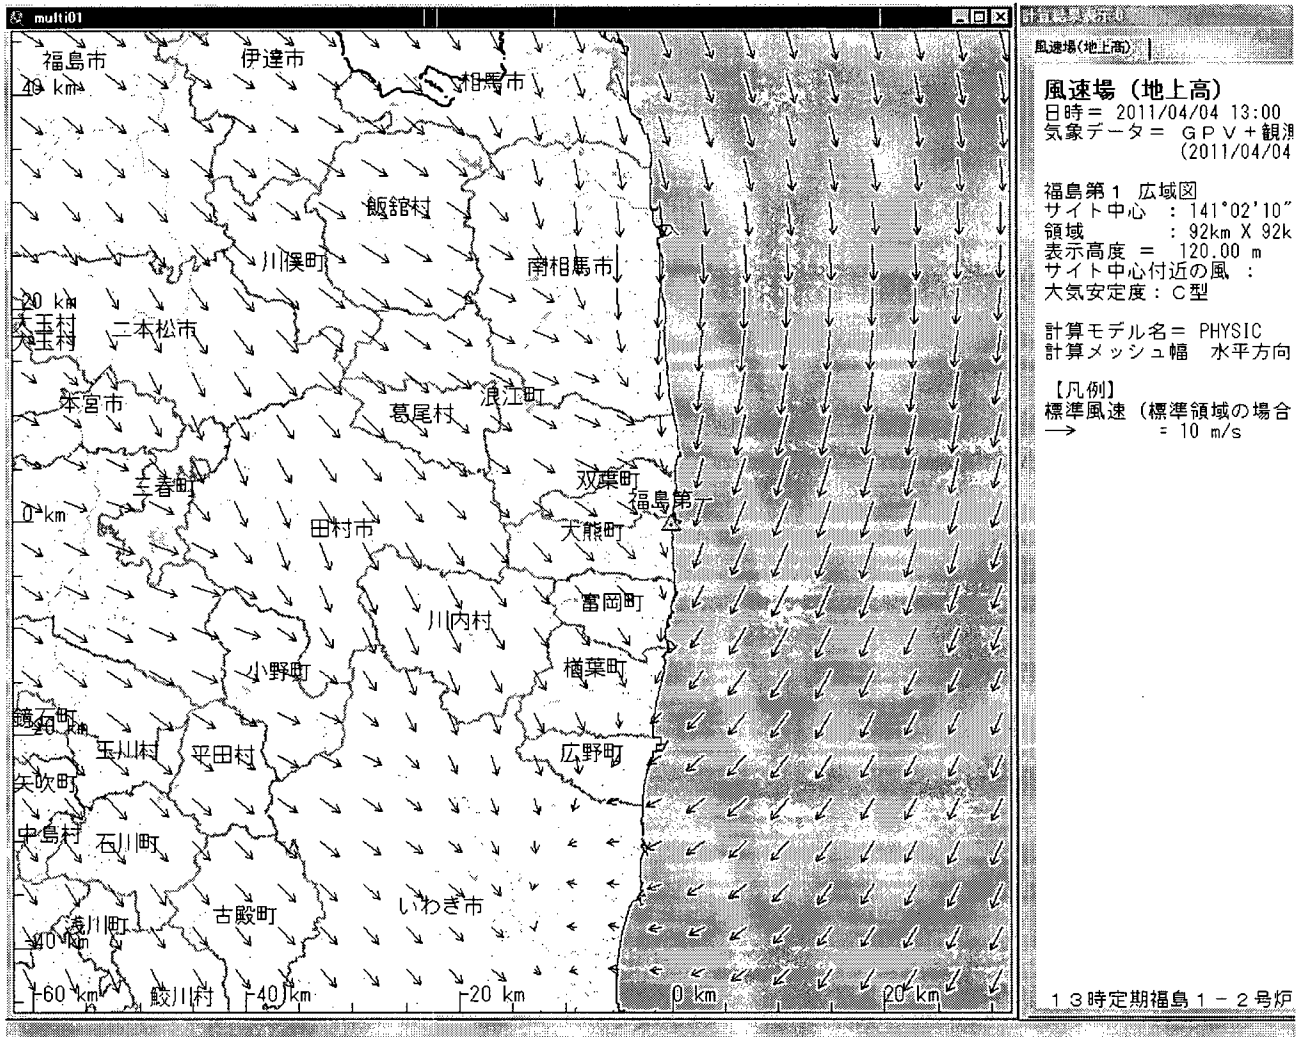 multi01
福島市
伊達市
相馬市
40 km
飯舘村
川俣町
南相馬市
20 km
大玉村
大玉村
二本松市
本宮市
葛尾村
浪江町
三春町
双葉町
福島第一
0 km
田村市
大熊町
川内村
富岡町
小野町
楢葉町
鏡石町
-20 km
玉川村
平田村
広野町
矢吹町
中島村
石川町
浅川町
古殿町
いわき市
-40 km
-60 km
鮫川村
-40 km
-20 km
0 km
20 km
計算結果表示:0
風速場(地上高)
風速場（地上高）
日時＝ 2011/04/04 13:00
気象データ＝ ＧＰＶ＋観測
(2011/04/04
福島第１ 広域図
サイト中心 ：141°02'10"
領域 ：92km X 92k
表示高度 ＝ 120.00 m
サイト中心付近の風 ：
大気安定度：Ｃ型
計算モデル名＝ PHYSIC
計算メッシュ幅 水平方向
【凡例】
標準風速（標準領域の場合
→ ＝ 10 m/s
１３時定期福島１－２号炉